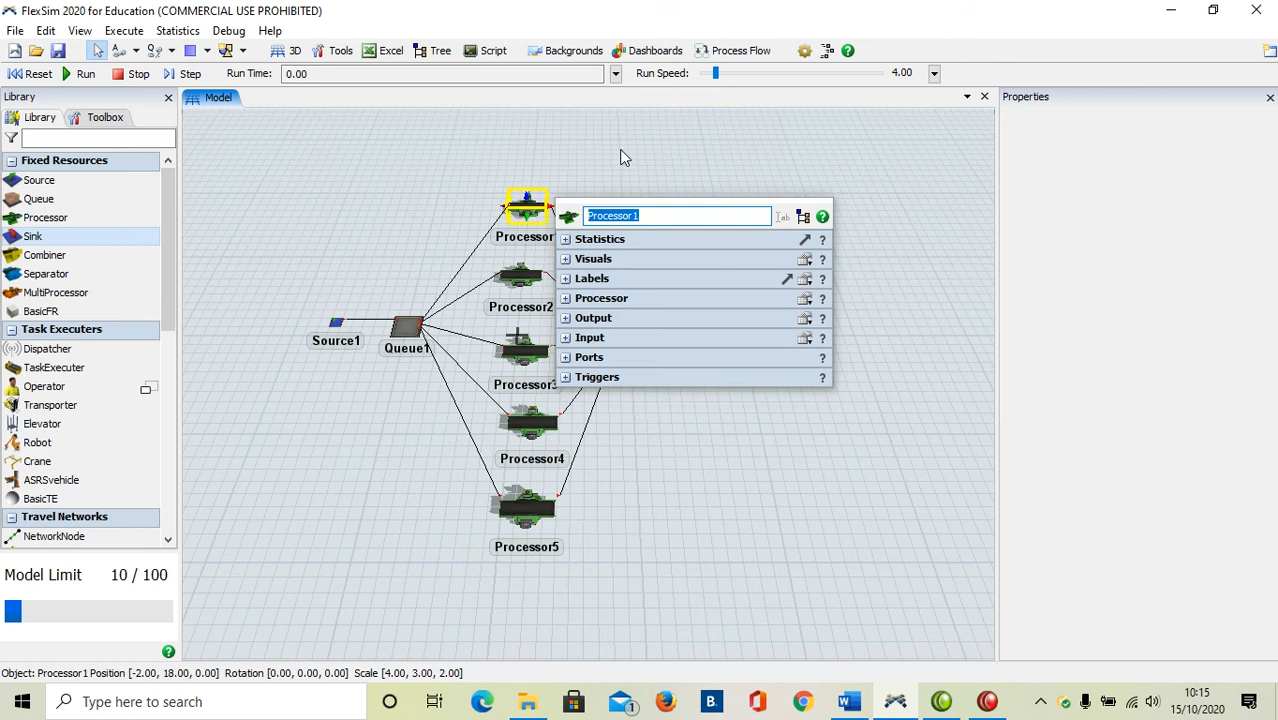 FlexSim 2020 for Education (COMMERCIAL USE PROHIBITED)
File Edit View Execute Statistics Debug Help
3D Tools Excel Tree Script Backgrounds Dashboards Process Flow
Reset Run Stop Step Run Time: 0.00 Run Speed: 4.00
Library
Model
Properties
Library Toolbox
Fixed Resources
Source
Queue
Processor
Sink
Combiner
Separator
MultiProcessor
BasicFR
Task Executers
Dispatcher
TaskExecuter
Operator
Transporter
Elevator
Robot
Crane
ASRSvehicle
BasicTE
Travel Networks
NetworkNode
Model Limit 10 / 100
Source1
Queue1
Processor
Processor2
Processor3
Processor4
Processor5
Processor1
Statistics
Visuals
Labels
Processor
Output
Input
Ports
Triggers
Object: Processor1 Position [-2.00, 18.00, 0.00] Rotation [0.00, 0.00, 0.00] Scale [4.00, 3.00, 2.00]
Type here to search
10:15
15/10/2020